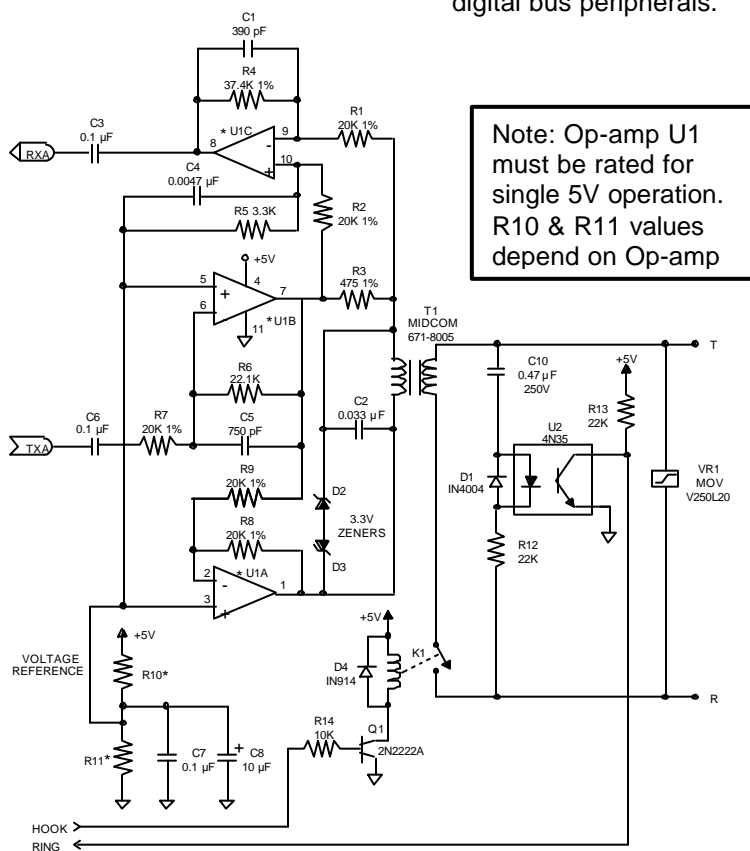 digital bus peripherals.
C1
390 pF
R4
37.4K 1%
R1
20K 1%
C3
0.1 µF
* U1C
8
9
-
10
+
RXA
C4
0.0047 µF
R5 3.3K
R2
20K 1%
Note: Op-amp U1
must be rated for
single 5V operation.
R10 & R11 values
depend on Op-amp
+5V
R3
475 1%
5
+
4
7
6
-
11
* U1B
T1
MIDCOM
671-8005
T
R6
22.1K
C10
0.47 µF
250V
+5V
R13
22K
C6
0.1 µF
R7
20K 1%
C5
750 pF
C2
0.033 µF
U2
4N35
TXA
R9
20K 1%
D2
D1
IN4004
VR1
MOV
V250L20
R8
20K 1%
3.3V
ZENERS
R12
22K
* U1A
D3
2
-
1
3
+
+5V
+5V
VOLTAGE
REFERENCE
R10*
D4
IN914
K1
R
R14
10K
Q1
2N2222A
R11*
C7
0.1 µF
+
C8
10 µF
HOOK
RING